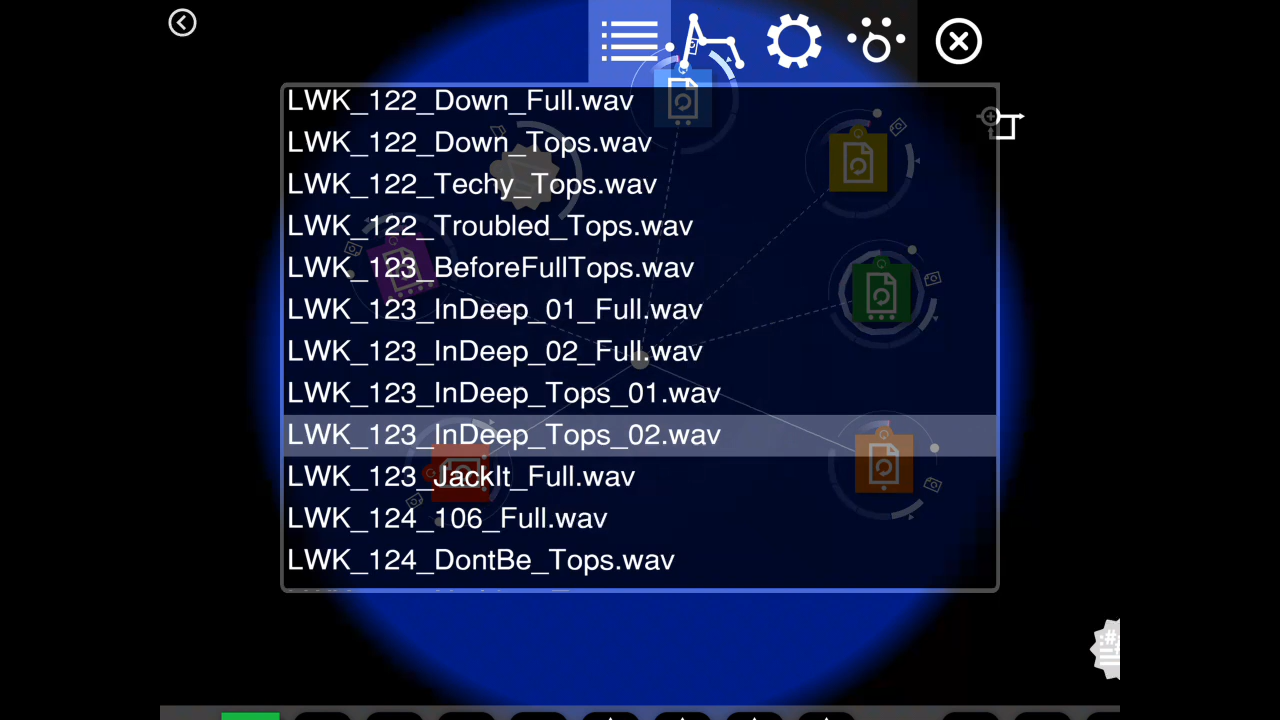 LWK_122_Down_Full.wav
LWK_122_Down_Tops.wav
LWK_122_Techy_Tops.wav
LWK_122_Troubled_Tops.wav
LWK_123_BeforeFullTops.wav
LWK_123_InDeep_01_Full.wav
LWK_123_InDeep_02_Full.wav
LWK_123_InDeep_Tops_01.wav
LWK_123_InDeep_Tops_02.wav
LWK_123_JackIt_Full.wav
LWK_124_106_Full.wav
LWK_124_DontBe_Tops.wav